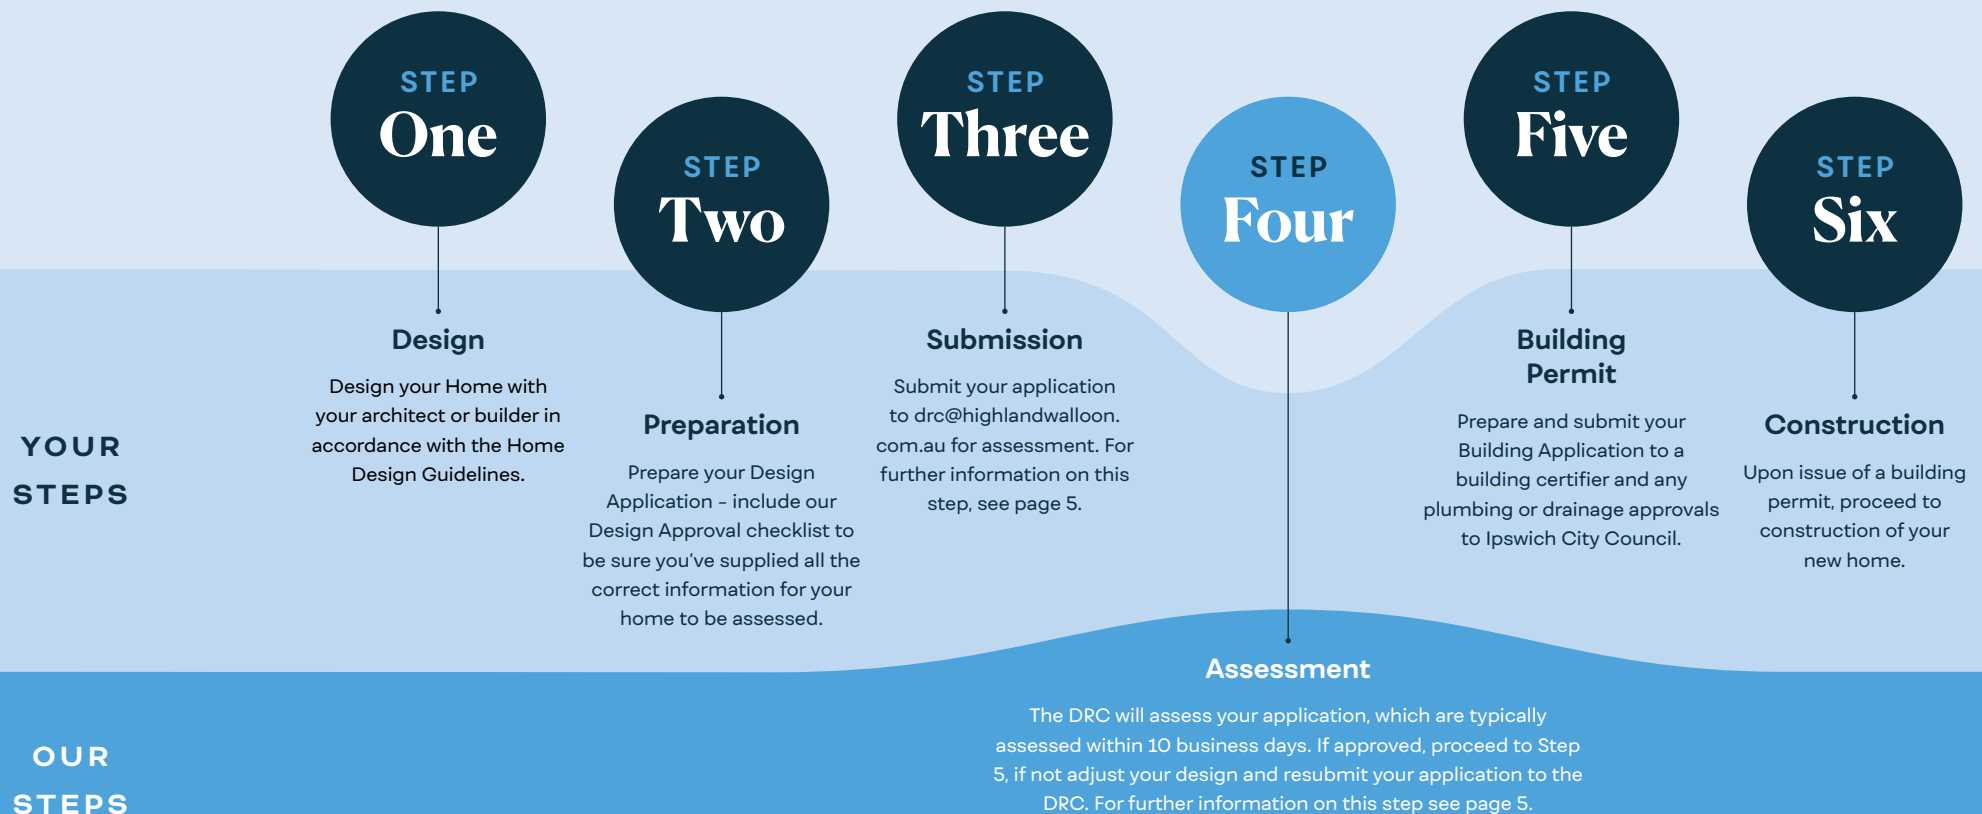 STEP
One
Design
Design your Home with
your architect or builder in
accordance with the Home
Design Guidelines.
STEP
Two
Preparation
Prepare your Design
Application – include our
Design Approval checklist to
be sure you've supplied all the
correct information for your
home to be assessed.
STEP
Three
Submission
Submit your application
to drc@highlandwalloon.
com.au for assessment. For
further information on this
step, see page 5.
STEP
Four
Assessment
The DRC will assess your application, which are typically
assessed within 10 business days. If approved, proceed to Step
5, if not adjust your design and resubmit your application to the
DRC. For further information on this step see page 5.
STEP
Five
Building
Permit
Prepare and submit your
Building Application to a
building certifier and any
plumbing or drainage approvals
to Ipswich City Council.
STEP
Six
Construction
Upon issue of a building
permit, proceed to
construction of your
new home.
YOUR
STEPS
OUR
STEPS